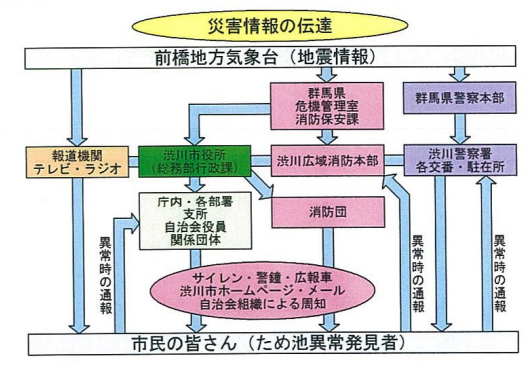 災害情報の伝達
前橋地方気象台（地震情報）
群馬県
危機管理室
消防保安課
群馬県警察本部
報道機関
テレビ・ラジオ
渋川市役所
（総務部行政課）
渋川広域消防本部
渋川警察署
各交番・駐在所
庁内・各部署
支所
自治会役員
関係団体
消防団
異常時の通報
異常時の通報
異常時の通報
サイレン・警鐘・広報車
渋川市ホームページ・メール
自治会組織による周知
市民の皆さん（ため池異常発見者）